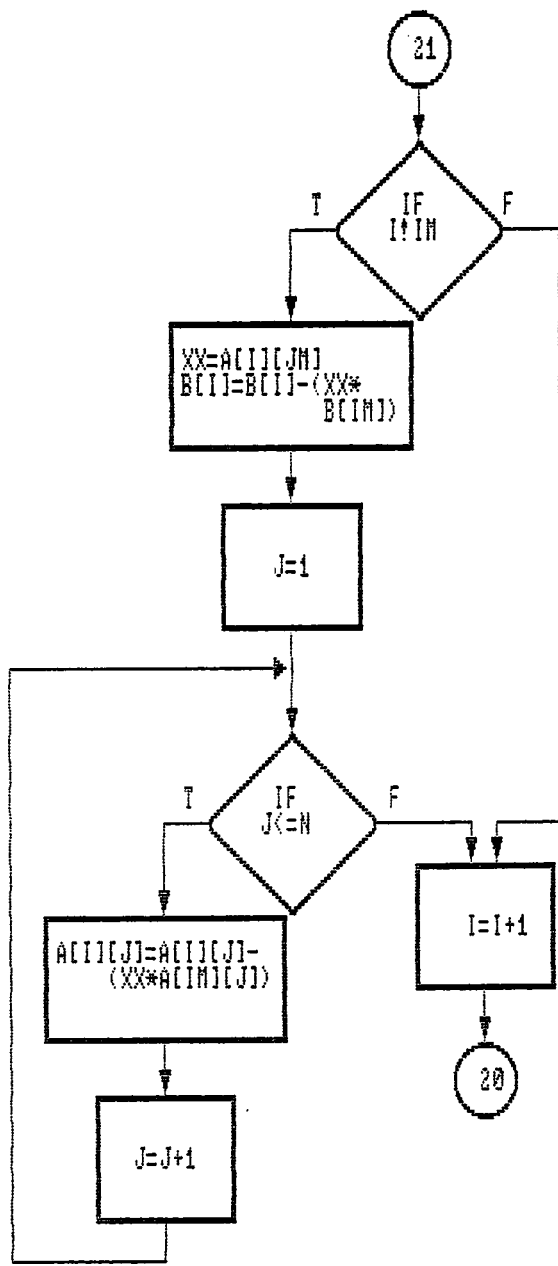 21
T
IF
I!IM
F
XX=A[I][JM]
B[I]=B[I]-(XX*
B[IM])
J=1
T
IF
J<=N
F
A[I][J]=A[I][J]-
(XX*A[IM][J])
I=I+1
20
J=J+1